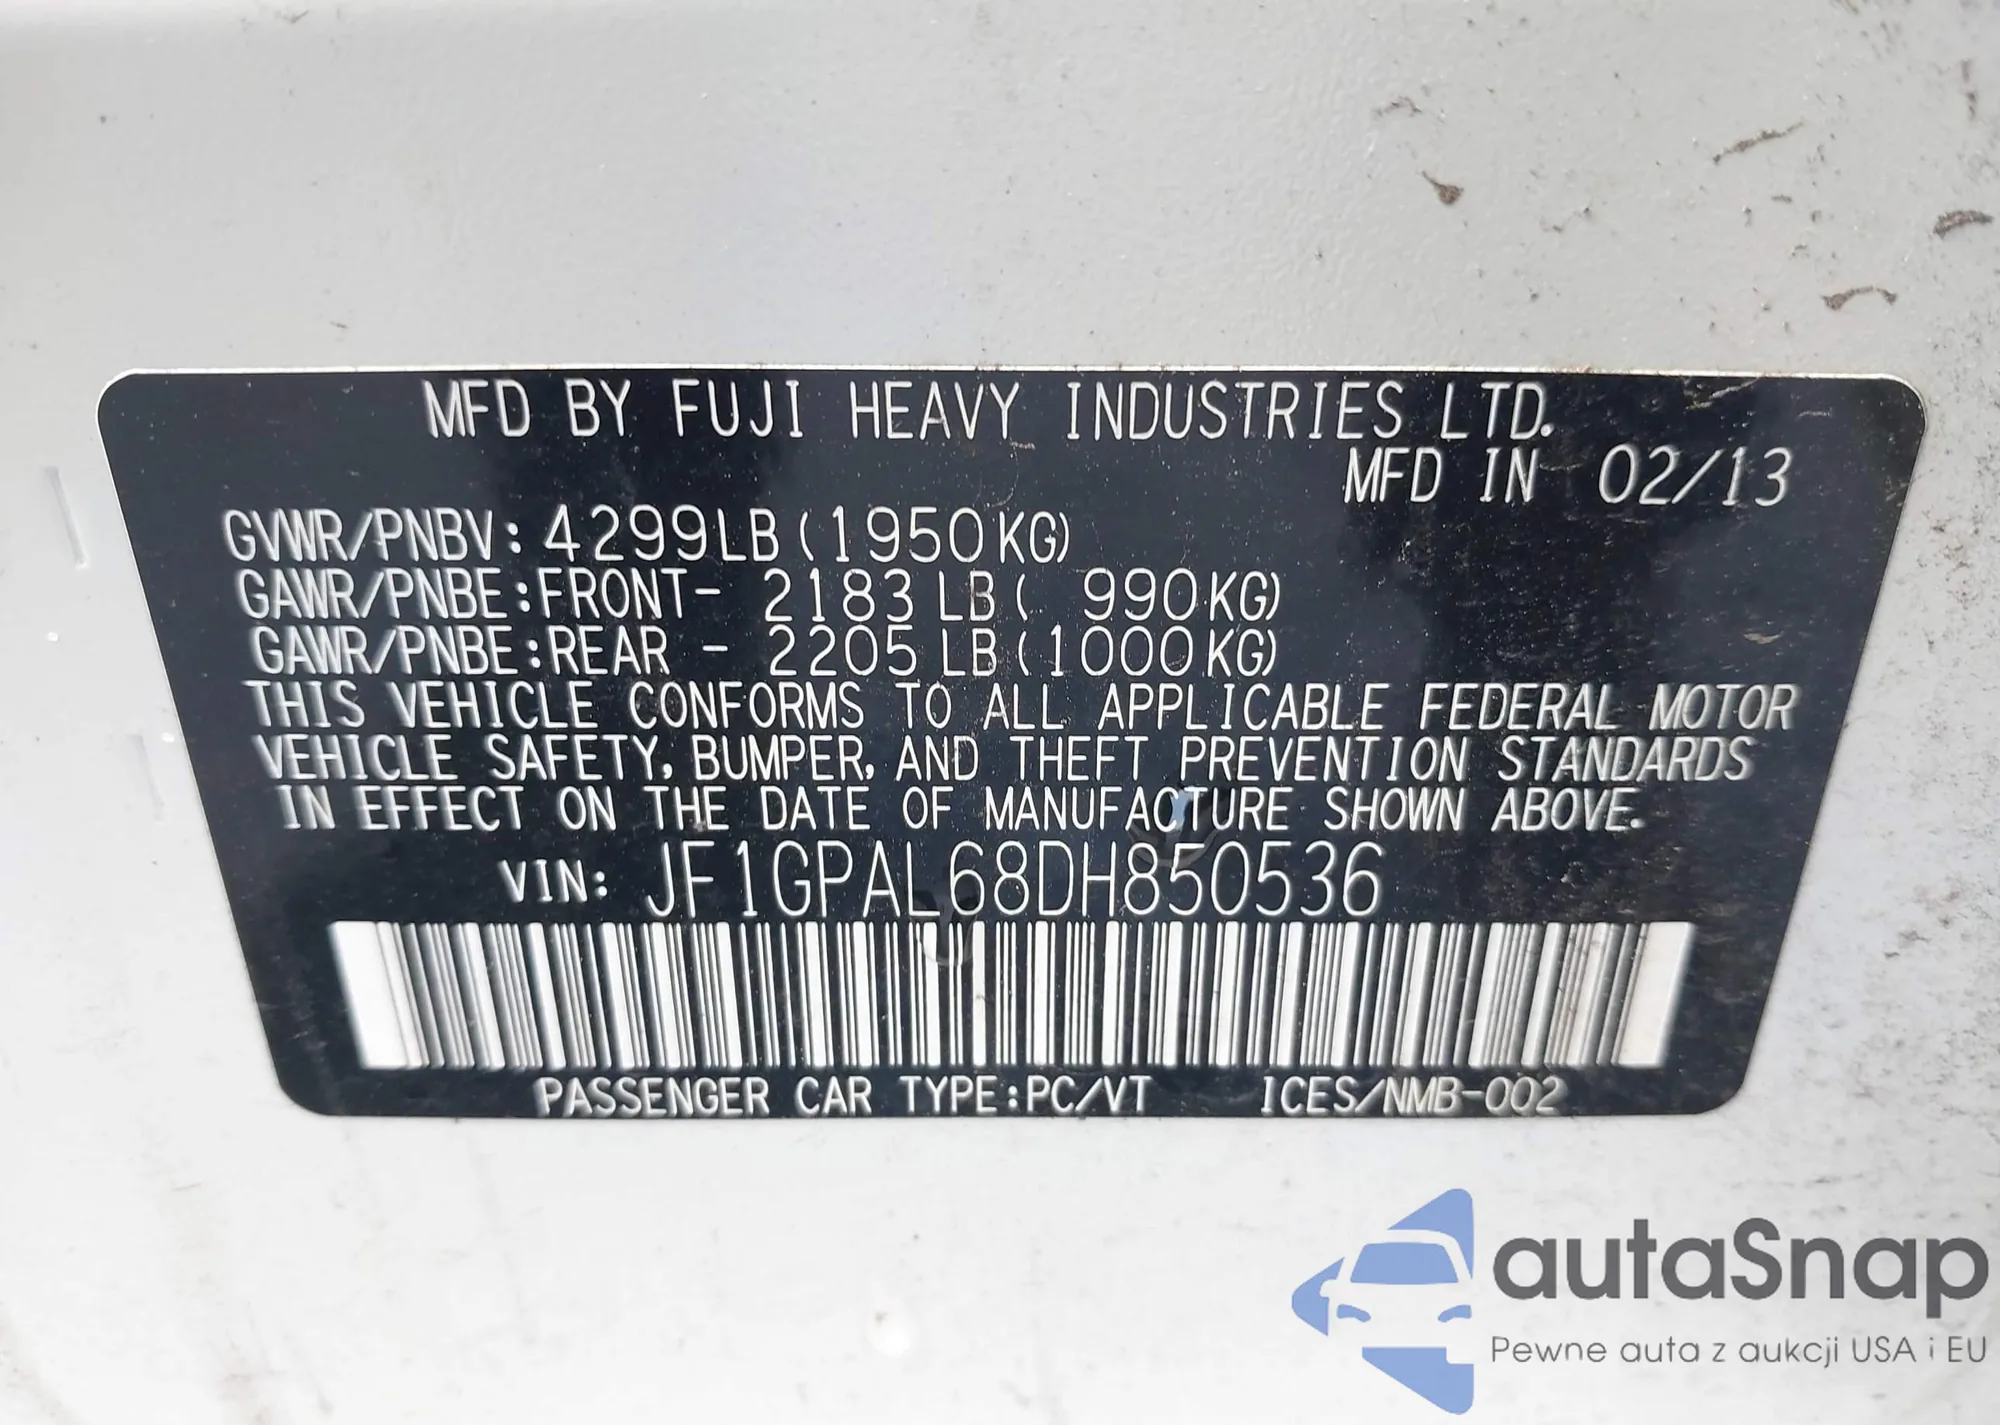 MFD BY FUJI HEAVY INDUSTRIES LTD.
MFD IN 02/13
GVWR/PNBV: 4299LB (1950KG)
GAWR/PNBE:FRONT- 2183 LB ( 990KG)
GAWR/PNBE:REAR - 2205 LB (1000KG)
THIS VEHICLE CONFORMS TO ALL APPLICABLE FEDERAL MOTOR
VEHICLE SAFETY, BUMPER, AND THEFT PREVENTION STANDARDS
IN EFFECT ON THE DATE OF MANUFACTURE SHOWN ABOVE.
VIN: JF1GPAL68DH850536
PASSENGER CAR TYPE:PC/VT ICES/NMB-002
autaSnap
Pewne auta z aukcji USA i EU